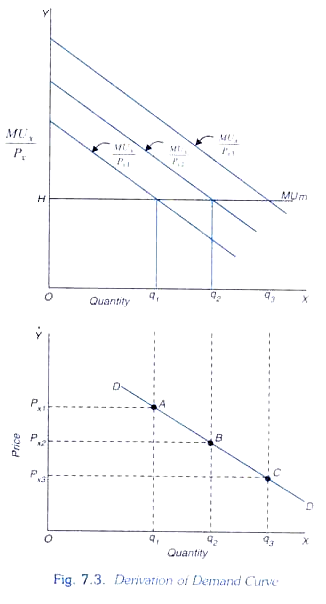 Y
MUx
Px
MUx
Px1
MUx
Px2
MUx
Px3
H
MUm
O
Quantity
q1
q2
q3
X
Y
D
A
Px1
B
Px2
C
Px3
Price
D
O
q1
q2
q3
X
Quantity
Fig. 7.3. Derivation of Demand Curve